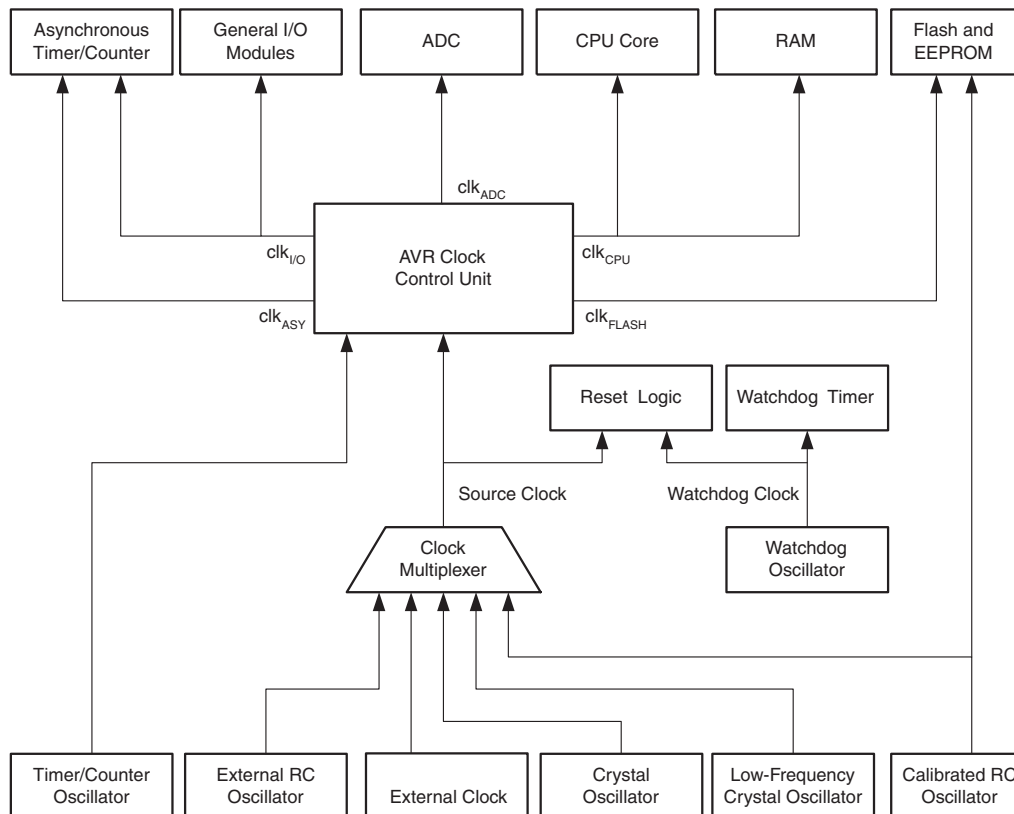 Asynchronous
Timer/Counter
General I/O
Modules
ADC
CPU Core
RAM
Flash and
EEPROM
clkADC
clkI/O
AVR Clock
Control Unit
clkCPU
clkASY
clkFLASH
Reset Logic
Watchdog Timer
Source Clock
Watchdog Clock
Clock
Multiplexer
Watchdog
Oscillator
Timer/Counter
Oscillator
External RC
Oscillator
External Clock
Crystal
Oscillator
Low-Frequency
Crystal Oscillator
Calibrated RC
Oscillator